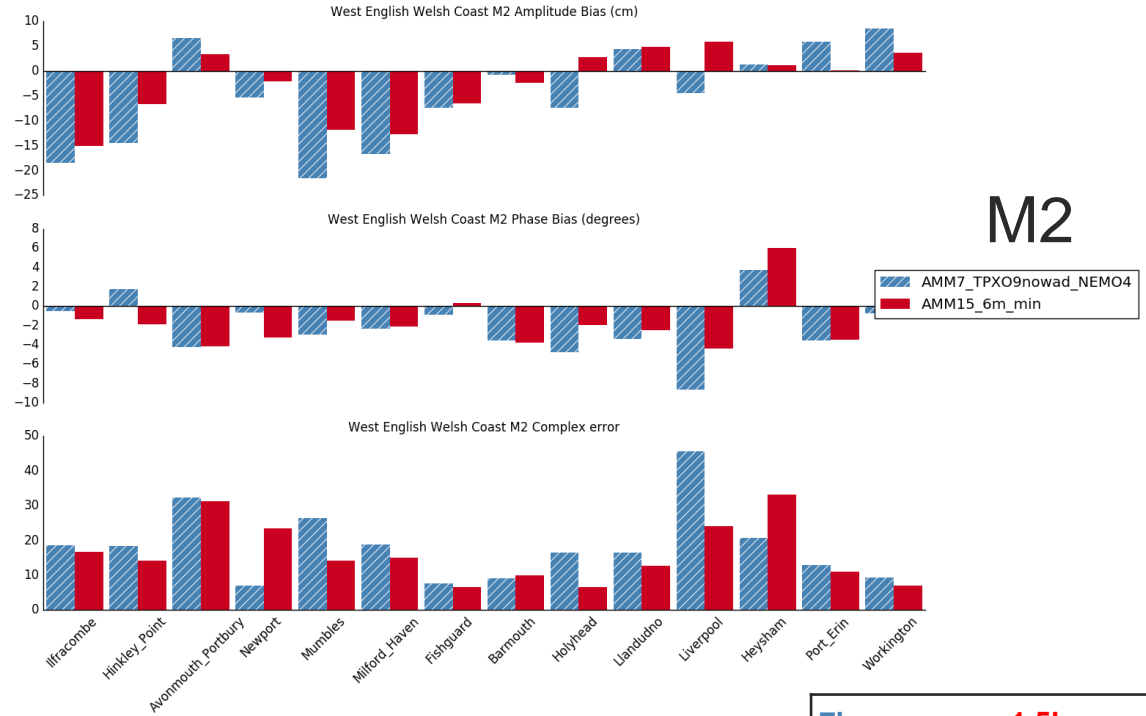 West English Welsh Coast M2 Amplitude Bias (cm)
10
5
0
−5
−10
−15
−20
−25
West English Welsh Coast M2 Phase Bias (degrees)
8
6
4
2
0
−2
−4
−6
−8
−10
M2
AMM7_TPXO9nowad_NEMO4
AMM15_6m_min
West English Welsh Coast M2 Complex error
50
40
30
20
10
0
Ilfracombe
Hinkley_Point
Avonmouth_Portbury
Newport
Mumbles
Milford_Haven
Fishguard
Barmouth
Holyhead
Llandudno
Liverpool
Heysham
Port_Erin
Workington